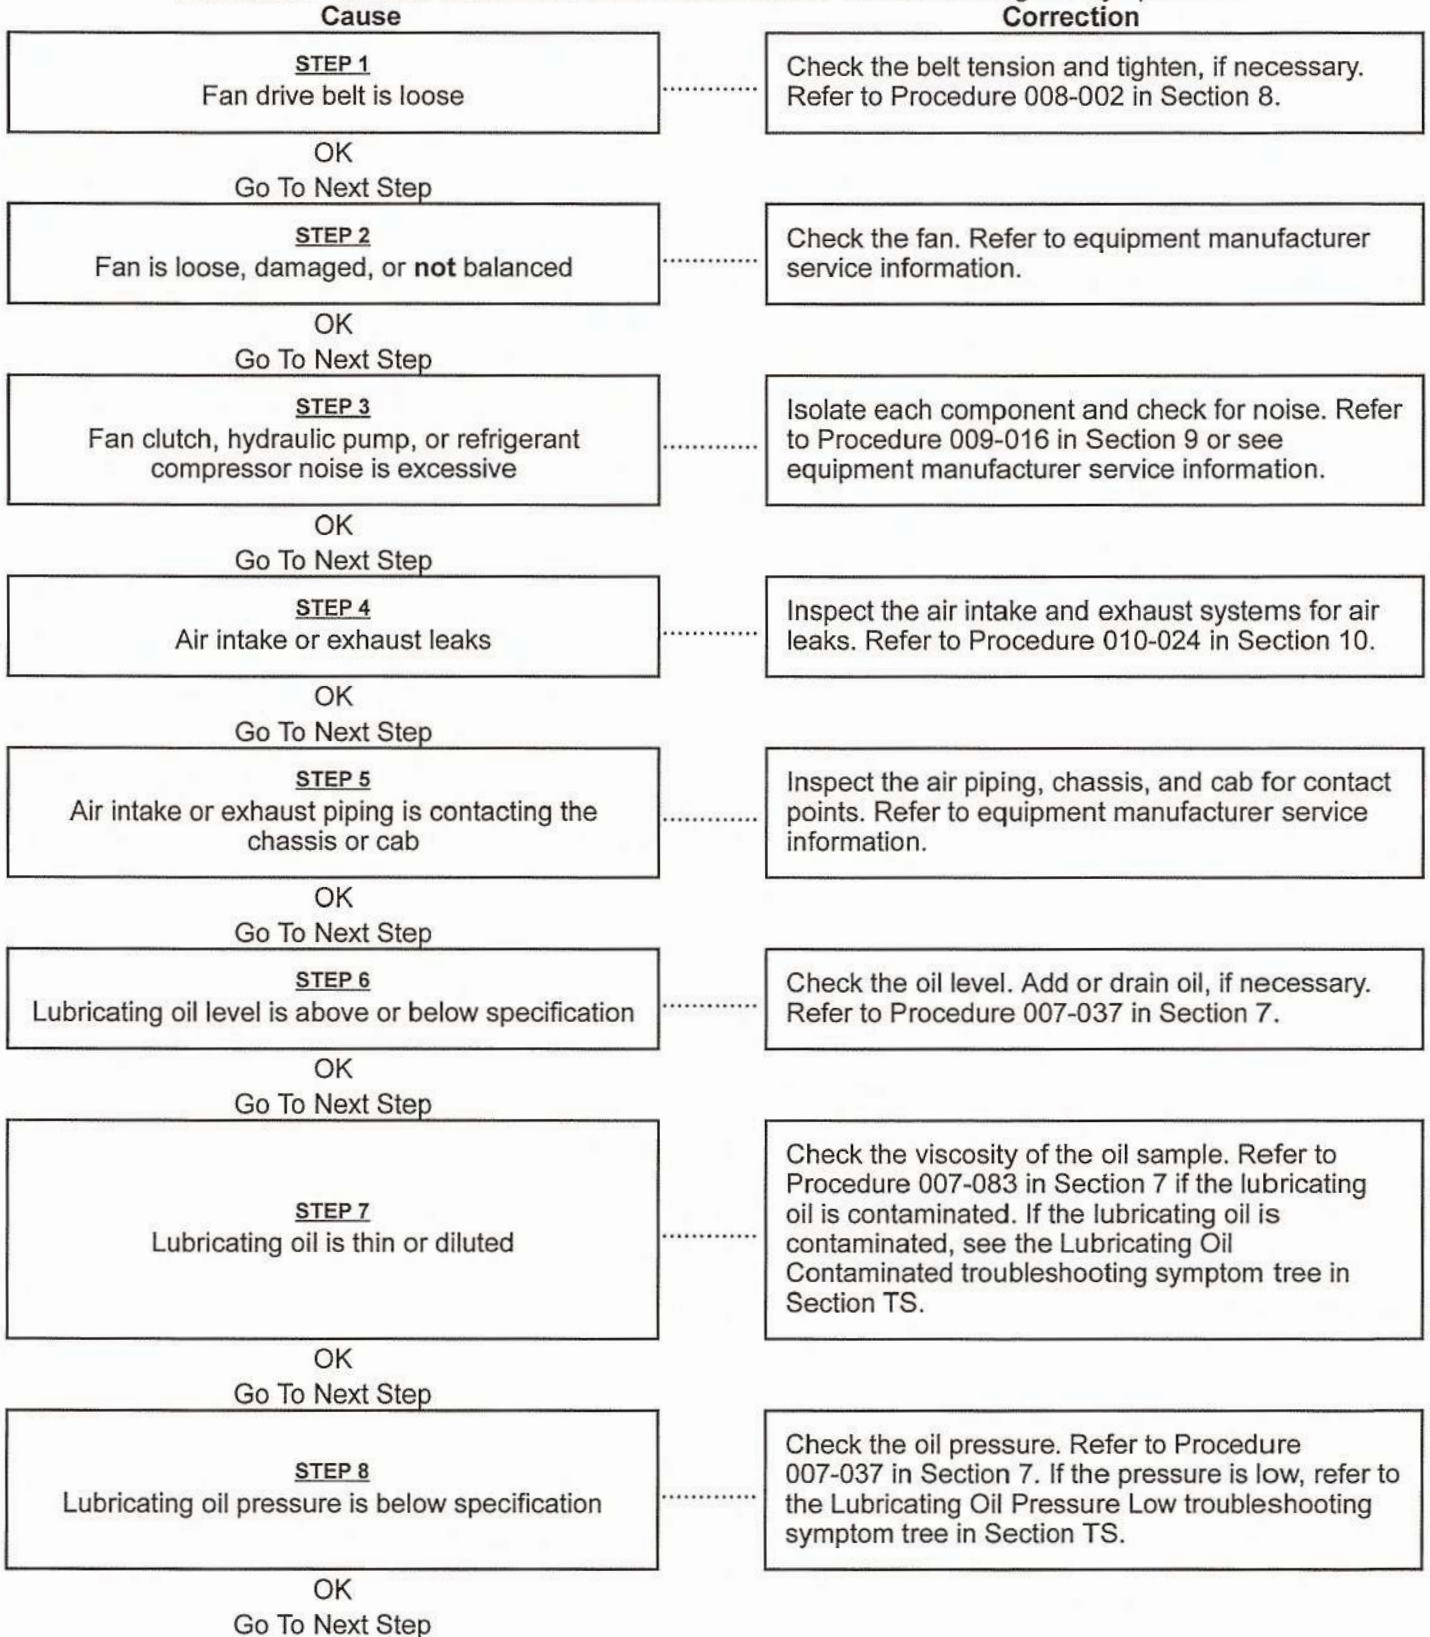 Cause
Correction
STEP 1
Fan drive belt is loose
Check the belt tension and tighten, if necessary.
Refer to Procedure 008-002 in Section 8.
OK
Go To Next Step
STEP 2
Fan is loose, damaged, or not balanced
Check the fan. Refer to equipment manufacturer
service information.
OK
Go To Next Step
STEP 3
Fan clutch, hydraulic pump, or refrigerant
compressor noise is excessive
Isolate each component and check for noise. Refer
to Procedure 009-016 in Section 9 or see
equipment manufacturer service information.
OK
Go To Next Step
STEP 4
Air intake or exhaust leaks
Inspect the air intake and exhaust systems for air
leaks. Refer to Procedure 010-024 in Section 10.
OK
Go To Next Step
STEP 5
Air intake or exhaust piping is contacting the
chassis or cab
Inspect the air piping, chassis, and cab for contact
points. Refer to equipment manufacturer service
information.
OK
Go To Next Step
STEP 6
Lubricating oil level is above or below specification
Check the oil level. Add or drain oil, if necessary.
Refer to Procedure 007-037 in Section 7.
OK
Go To Next Step
STEP 7
Lubricating oil is thin or diluted
Check the viscosity of the oil sample. Refer to
Procedure 007-083 in Section 7 if the lubricating
oil is contaminated. If the lubricating oil is
contaminated, see the Lubricating Oil
Contaminated troubleshooting symptom tree in
Section TS.
OK
Go To Next Step
STEP 8
Lubricating oil pressure is below specification
Check the oil pressure. Refer to Procedure
007-037 in Section 7. If the pressure is low, refer to
the Lubricating Oil Pressure Low troubleshooting
symptom tree in Section TS.
OK
Go To Next Step